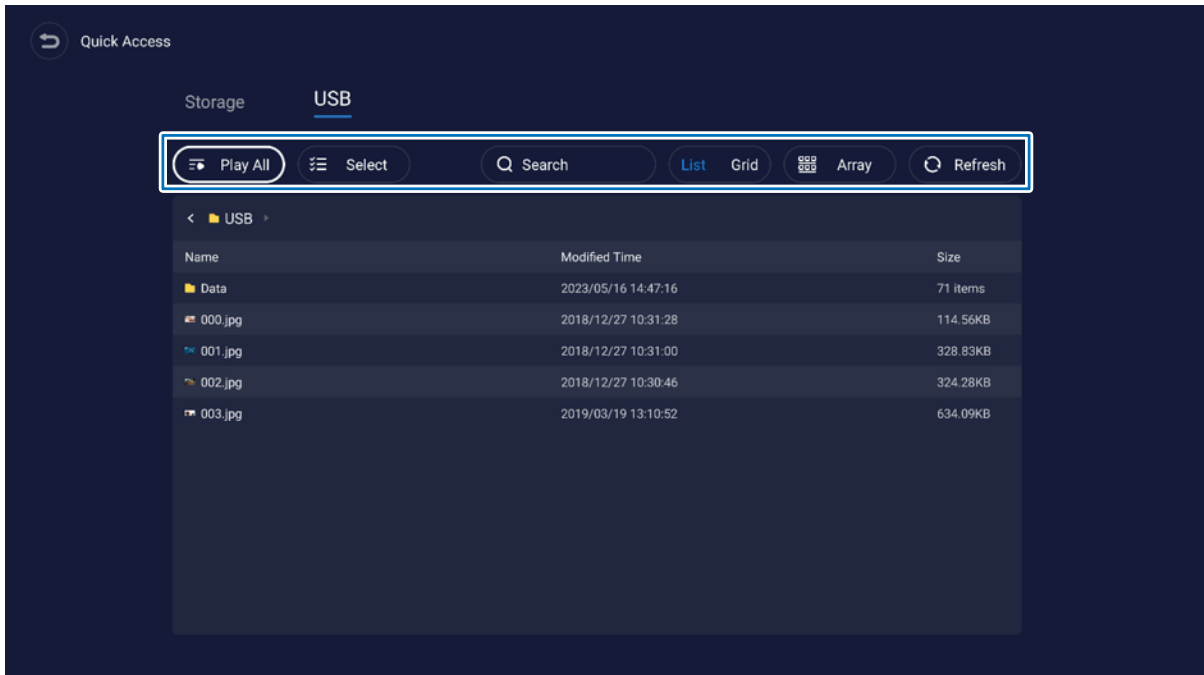 Quick Access
Storage USB
Play All Select Search List Grid Array Refresh
USB
Name Modified Time Size
Data 2023/05/16 14:47:16 71 items
000.jpg 2018/12/27 10:31:28 114.56KB
001.jpg 2018/12/27 10:31:00 328.83KB
002.jpg 2018/12/27 10:30:46 324.28KB
003.jpg 2019/03/19 13:10:52 634.09KB